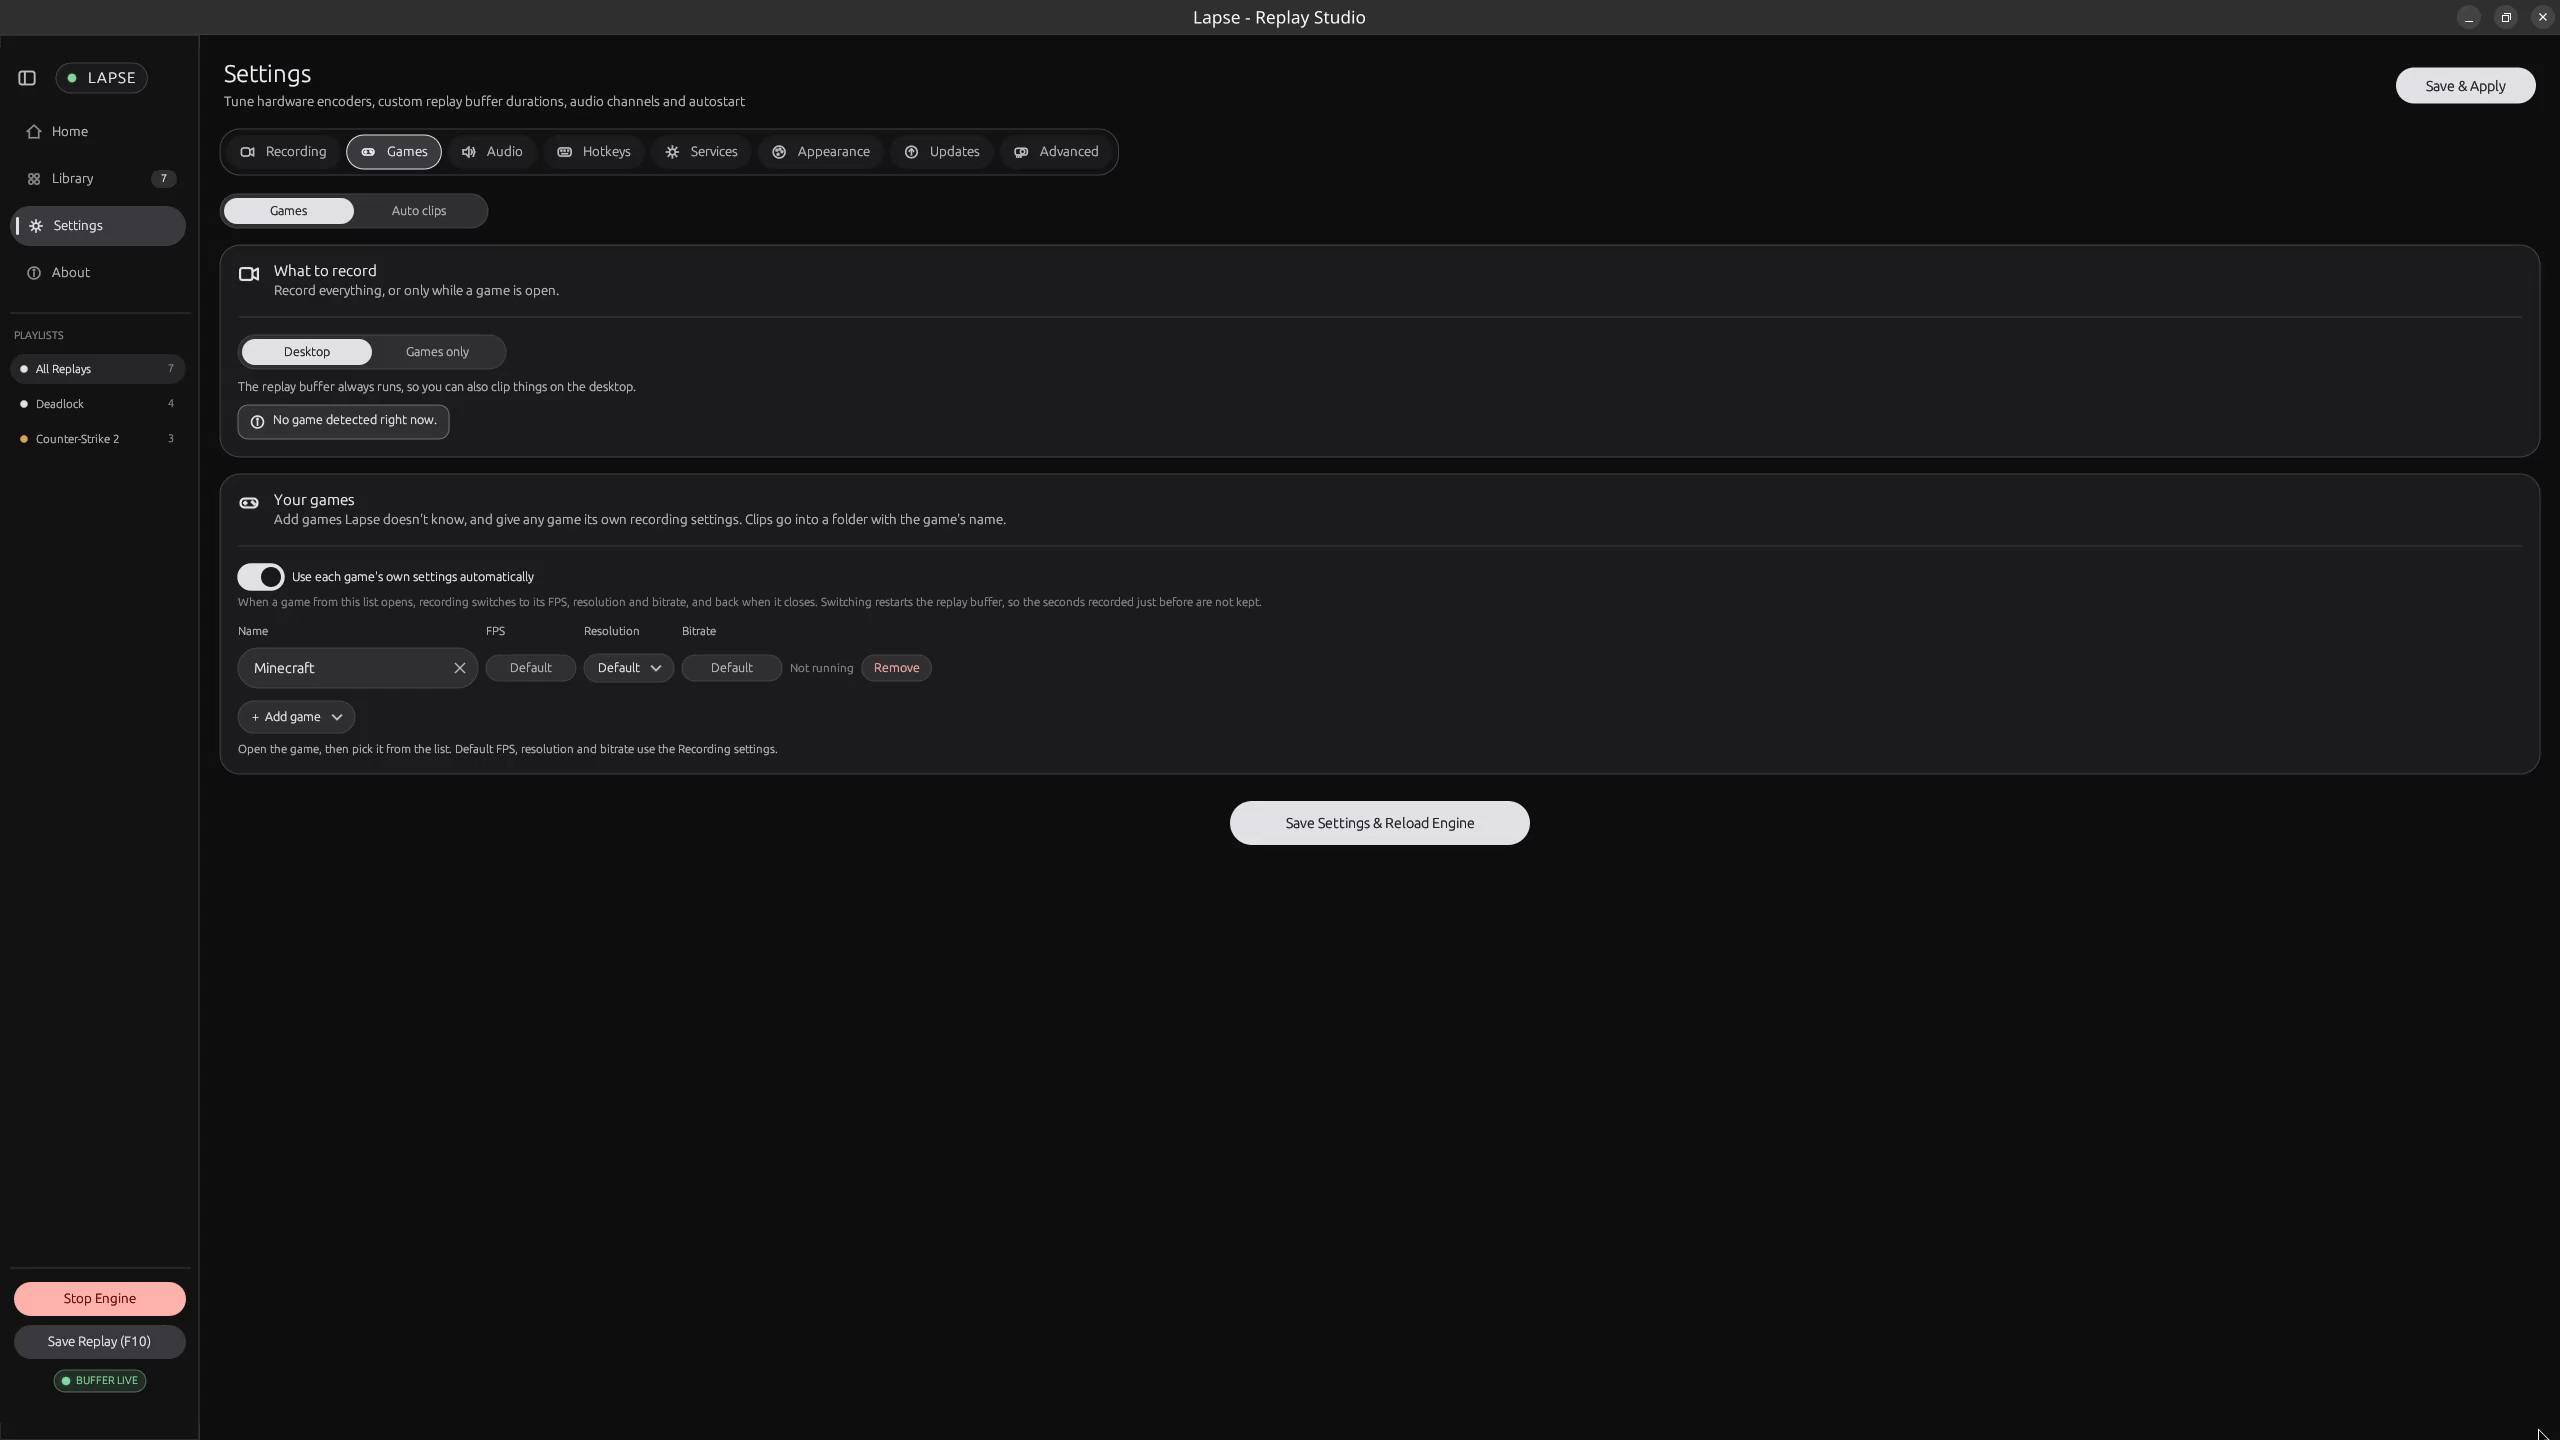 Lapse - Replay Studio
LAPSE
Home
Library 7
Settings
About
PLAYLISTS
All Replays 7
Deadlock 4
Counter-Strike 2 3
Stop Engine
Save Replay (F10)
BUFFER LIVE
Settings
Tune hardware encoders, custom replay buffer durations, audio channels and autostart
Save & Apply
Recording Games Audio Hotkeys Services Appearance Updates Advanced
Games Auto clips
What to record
Record everything, or only while a game is open.
Desktop Games only
The replay buffer always runs, so you can also clip things on the desktop.
No game detected right now.
Your games
Add games Lapse doesn't know, and give any game its own recording settings. Clips go into a folder with the game's name.
Use each game's own settings automatically
When a game from this list opens, recording switches to its FPS, resolution and bitrate, and back when it closes. Switching restarts the replay buffer, so the seconds recorded just before are not kept.
Name FPS Resolution Bitrate
Minecraft Default Default Default Not running Remove
+ Add game
Open the game, then pick it from the list. Default FPS, resolution and bitrate use the Recording settings.
Save Settings & Reload Engine